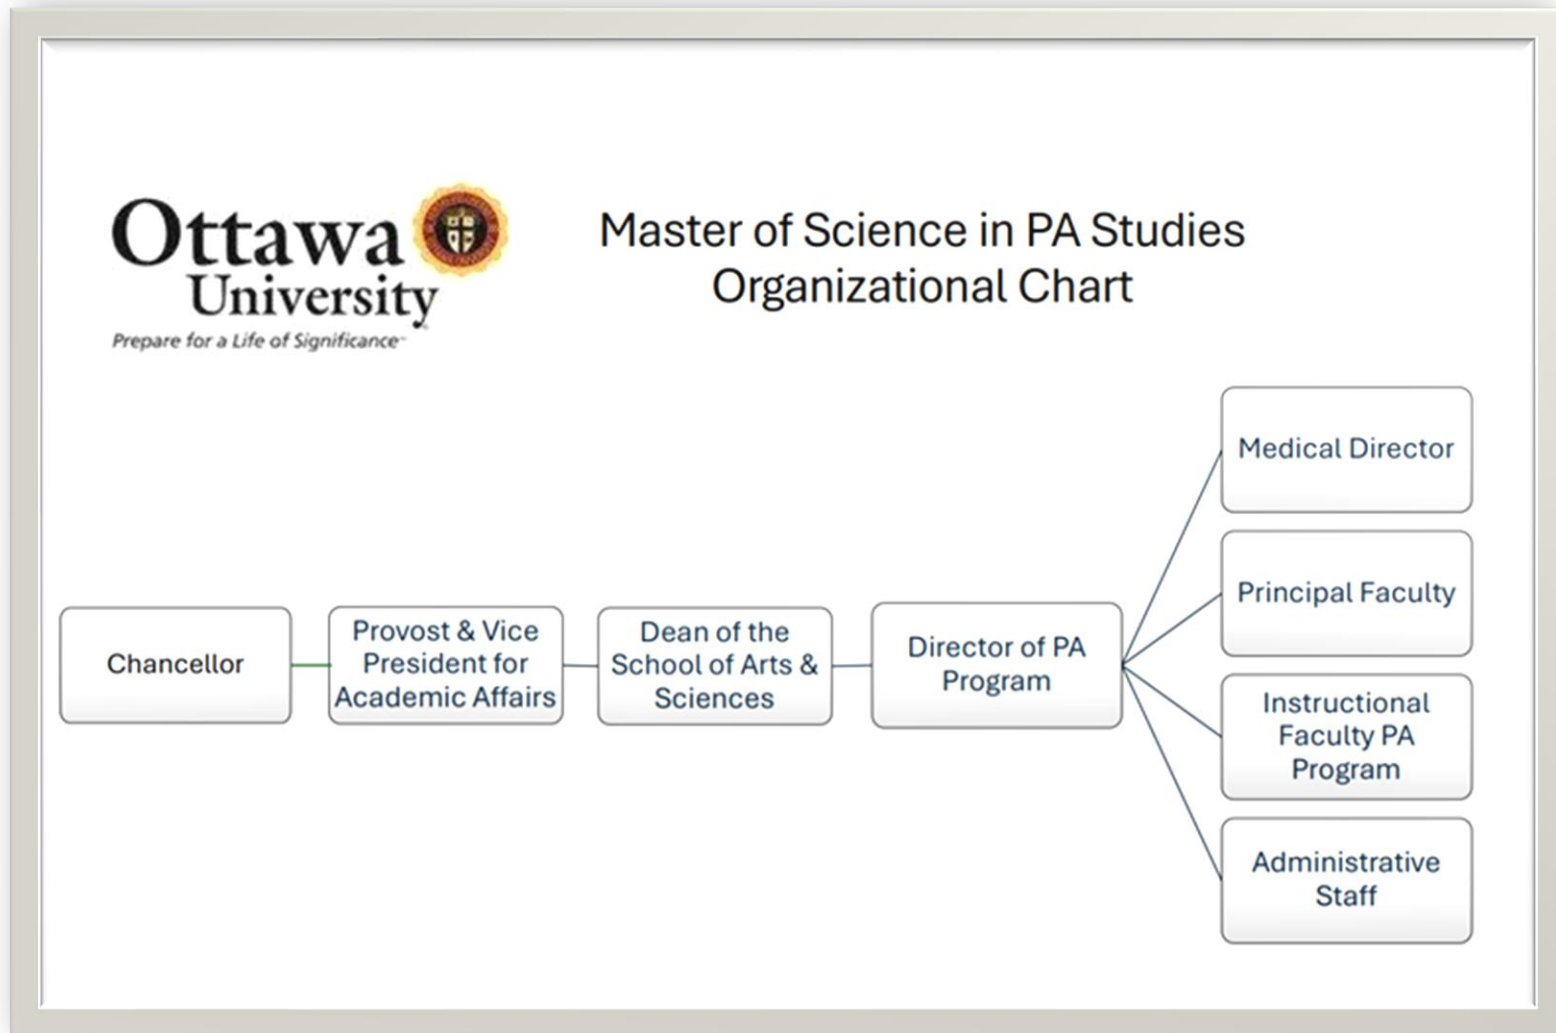 Ottawa
University
Prepare for a Life of Significance
Master of Science in PA Studies
Organizational Chart
Chancellor
Provost & Vice
President for
Academic Affairs
Dean of the
School of Arts &
Sciences
Director of PA
Program
Medical Director
Principal Faculty
Instructional
Faculty PA
Program
Administrative
Staff